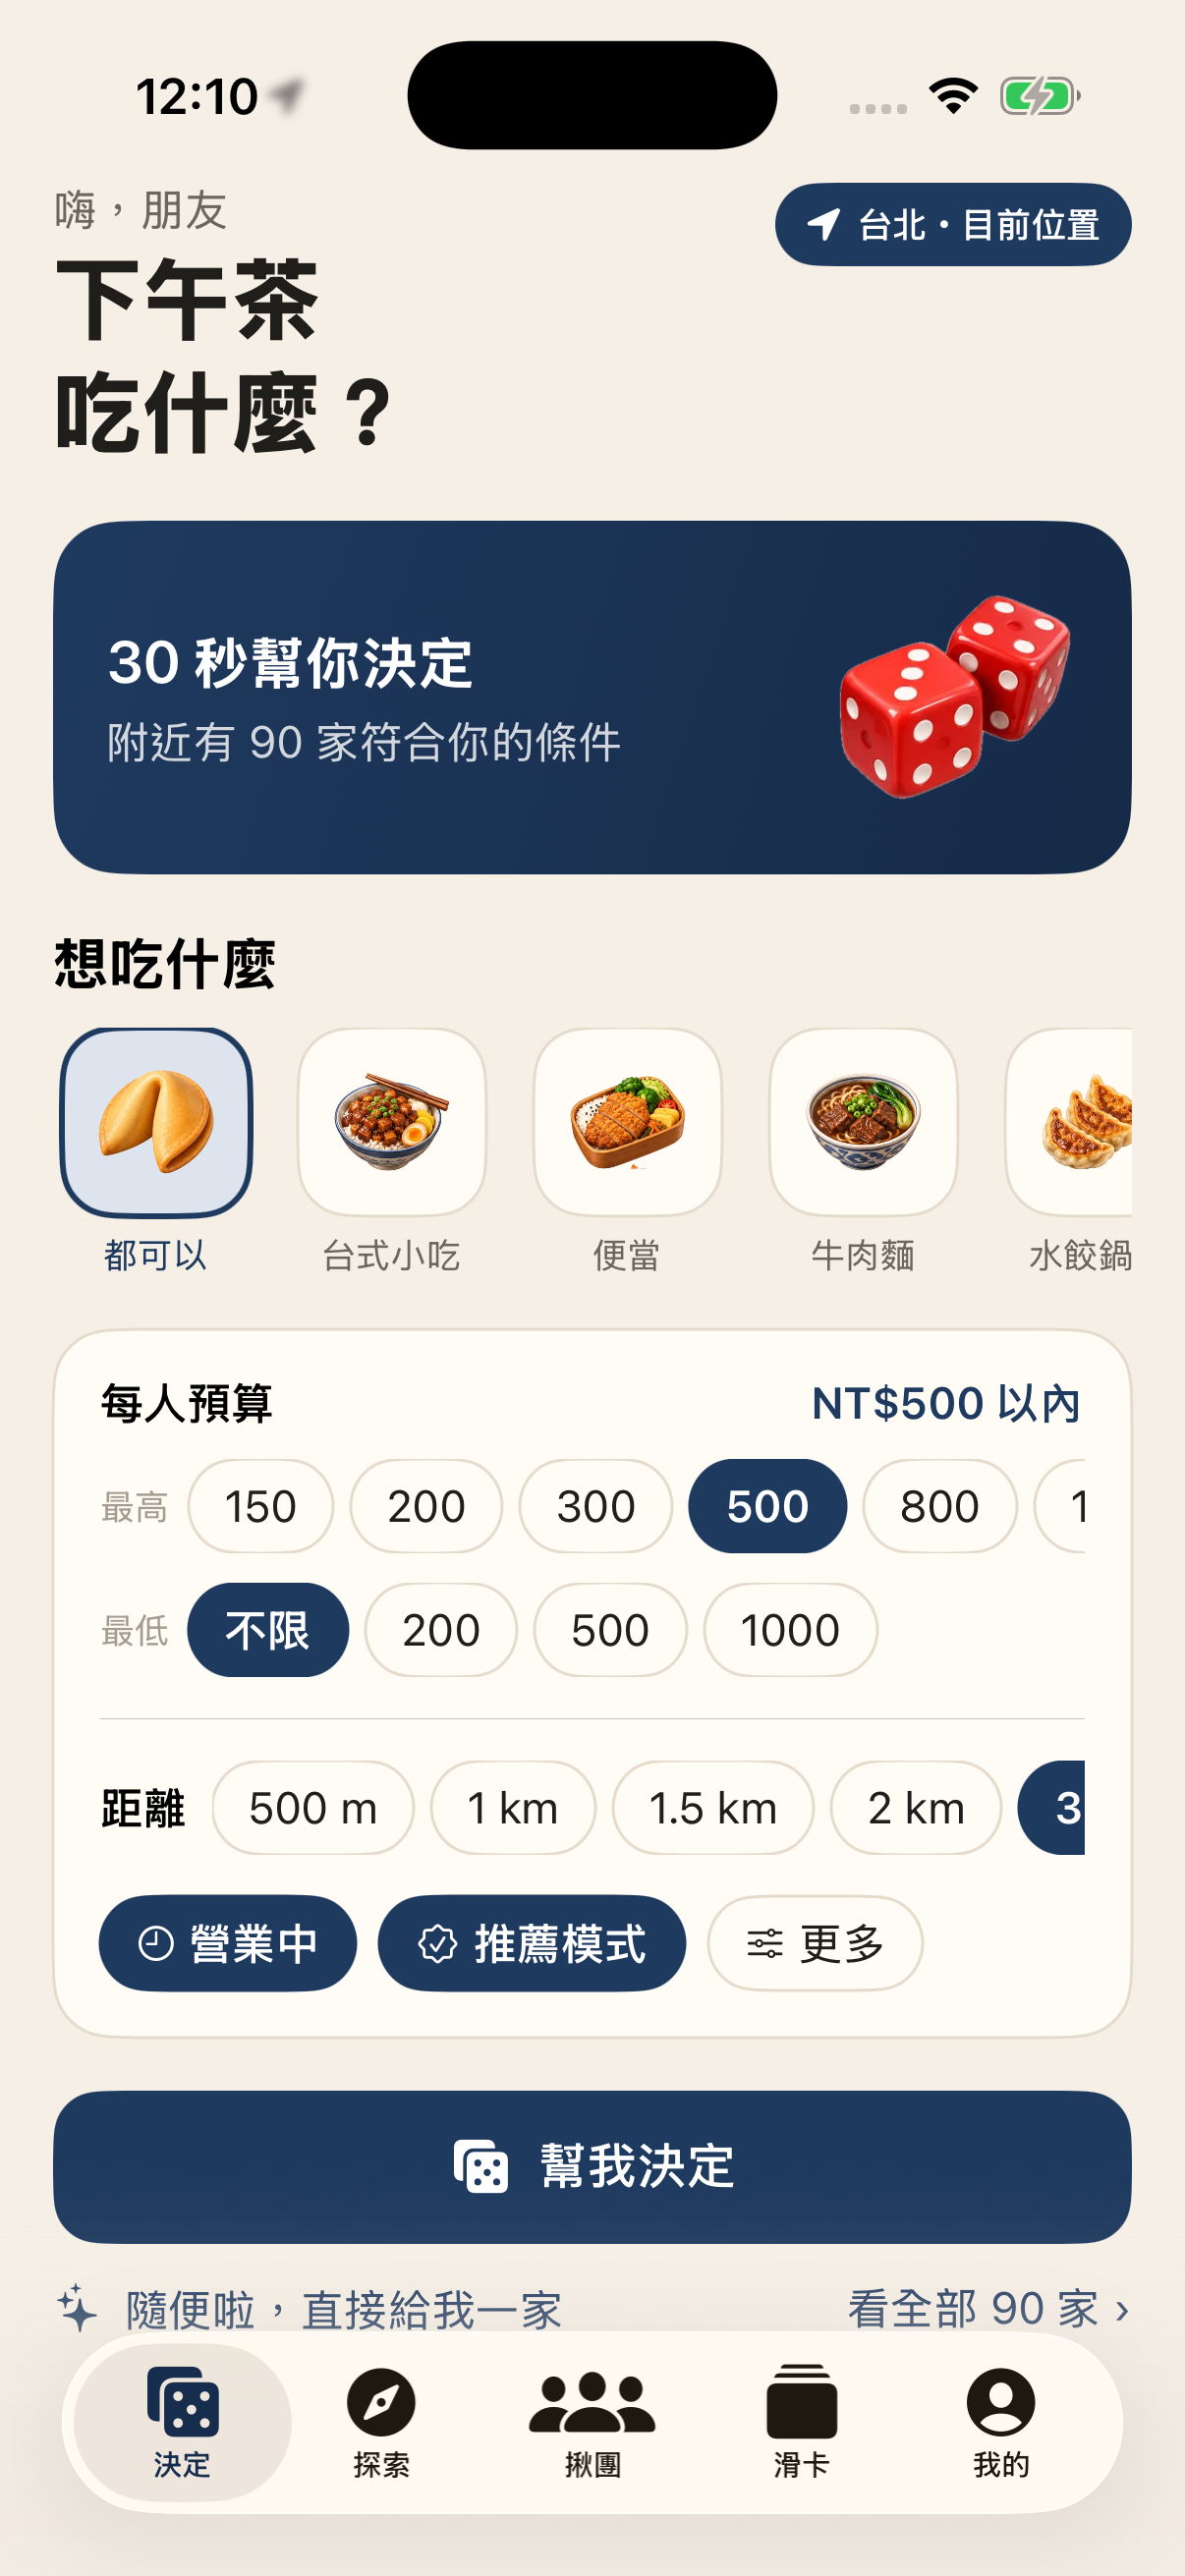 12:10
嗨，朋友
台北・目前位置
下午茶
吃什麼？
30 秒幫你決定
附近有 90 家符合你的條件
想吃什麼
都可以
台式小吃
便當
牛肉麵
水餃鍋
每人預算
NT$500 以內
最高 150 200 300 500 800 1
最低 不限 200 500 1000
距離 500 m 1 km 1.5 km 2 km 3
營業中 推薦模式 更多
幫我決定
隨便啦，直接給我一家
看全部 90 家 ›
決定 探索 揪團 滑卡 我的